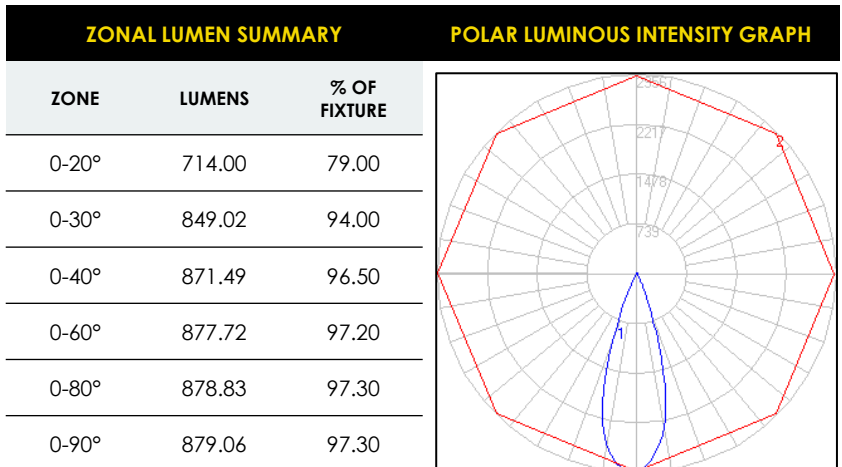 ZONAL LUMEN SUMMARY
ZONE LUMENS % OF FIXTURE
0-20° 714.00 79.00
0-30° 849.02 94.00
0-40° 871.49 96.50
0-60° 877.72 97.20
0-80° 878.83 97.30
0-90° 879.06 97.30
POLAR LUMINOUS INTENSITY GRAPH
2217
2
1478
739
1